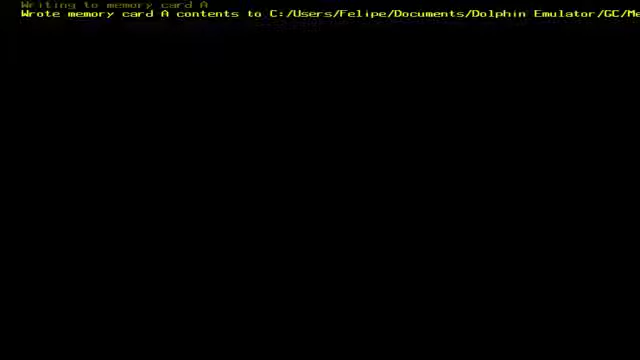 Writing to memory card A
Wrote memory card A contents to C:/Users/Felipe/Documents/Dolphin Emulator/GC/Me